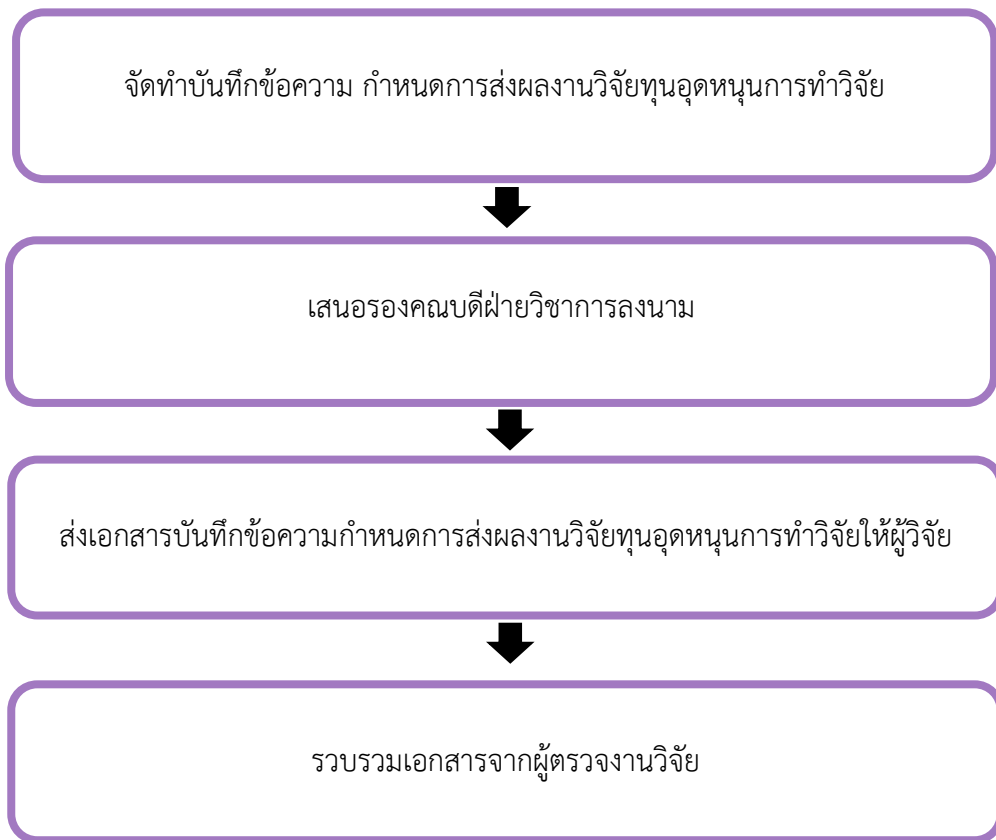 จัดทำบันทึกข้อความ กำหนดการส่งผลงานวิจัยทุนอุดหนุนการทำวิจัย
เสนอรองคณบดีฝ่ายวิชาการลงนาม
ส่งเอกสารบันทึกข้อความกำหนดการส่งผลงานวิจัยทุนอุดหนุนการทำวิจัยให้ผู้วิจัย
รวบรวมเอกสารจากผู้ตรวจงานวิจัย